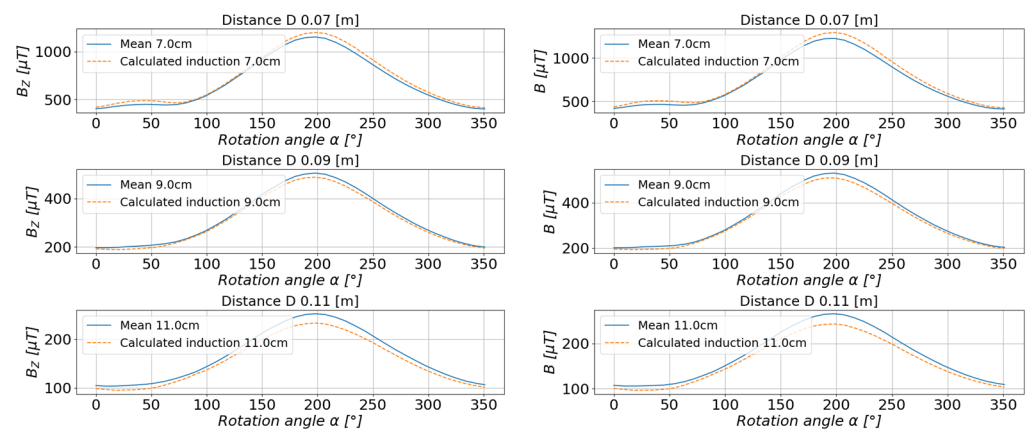 Distance D 0.07 [m]
1000
500
B_Z [μT]
Mean 7.0cm
Calculated induction 7.0cm
0 50 100 150 200 250 300 350
Rotation angle α [°]
Distance D 0.07 [m]
1000
500
B [μT]
Mean 7.0cm
Calculated induction 7.0cm
0 50 100 150 200 250 300 350
Rotation angle α [°]
Distance D 0.09 [m]
400
200
B_Z [μT]
Mean 9.0cm
Calculated induction 9.0cm
0 50 100 150 200 250 300 350
Rotation angle α [°]
Distance D 0.09 [m]
400
200
B [μT]
Mean 9.0cm
Calculated induction 9.0cm
0 50 100 150 200 250 300 350
Rotation angle α [°]
Distance D 0.11 [m]
200
100
B_Z [μT]
Mean 11.0cm
Calculated induction 11.0cm
0 50 100 150 200 250 300 350
Rotation angle α [°]
Distance D 0.11 [m]
200
100
B [μT]
Mean 11.0cm
Calculated induction 11.0cm
0 50 100 150 200 250 300 350
Rotation angle α [°]